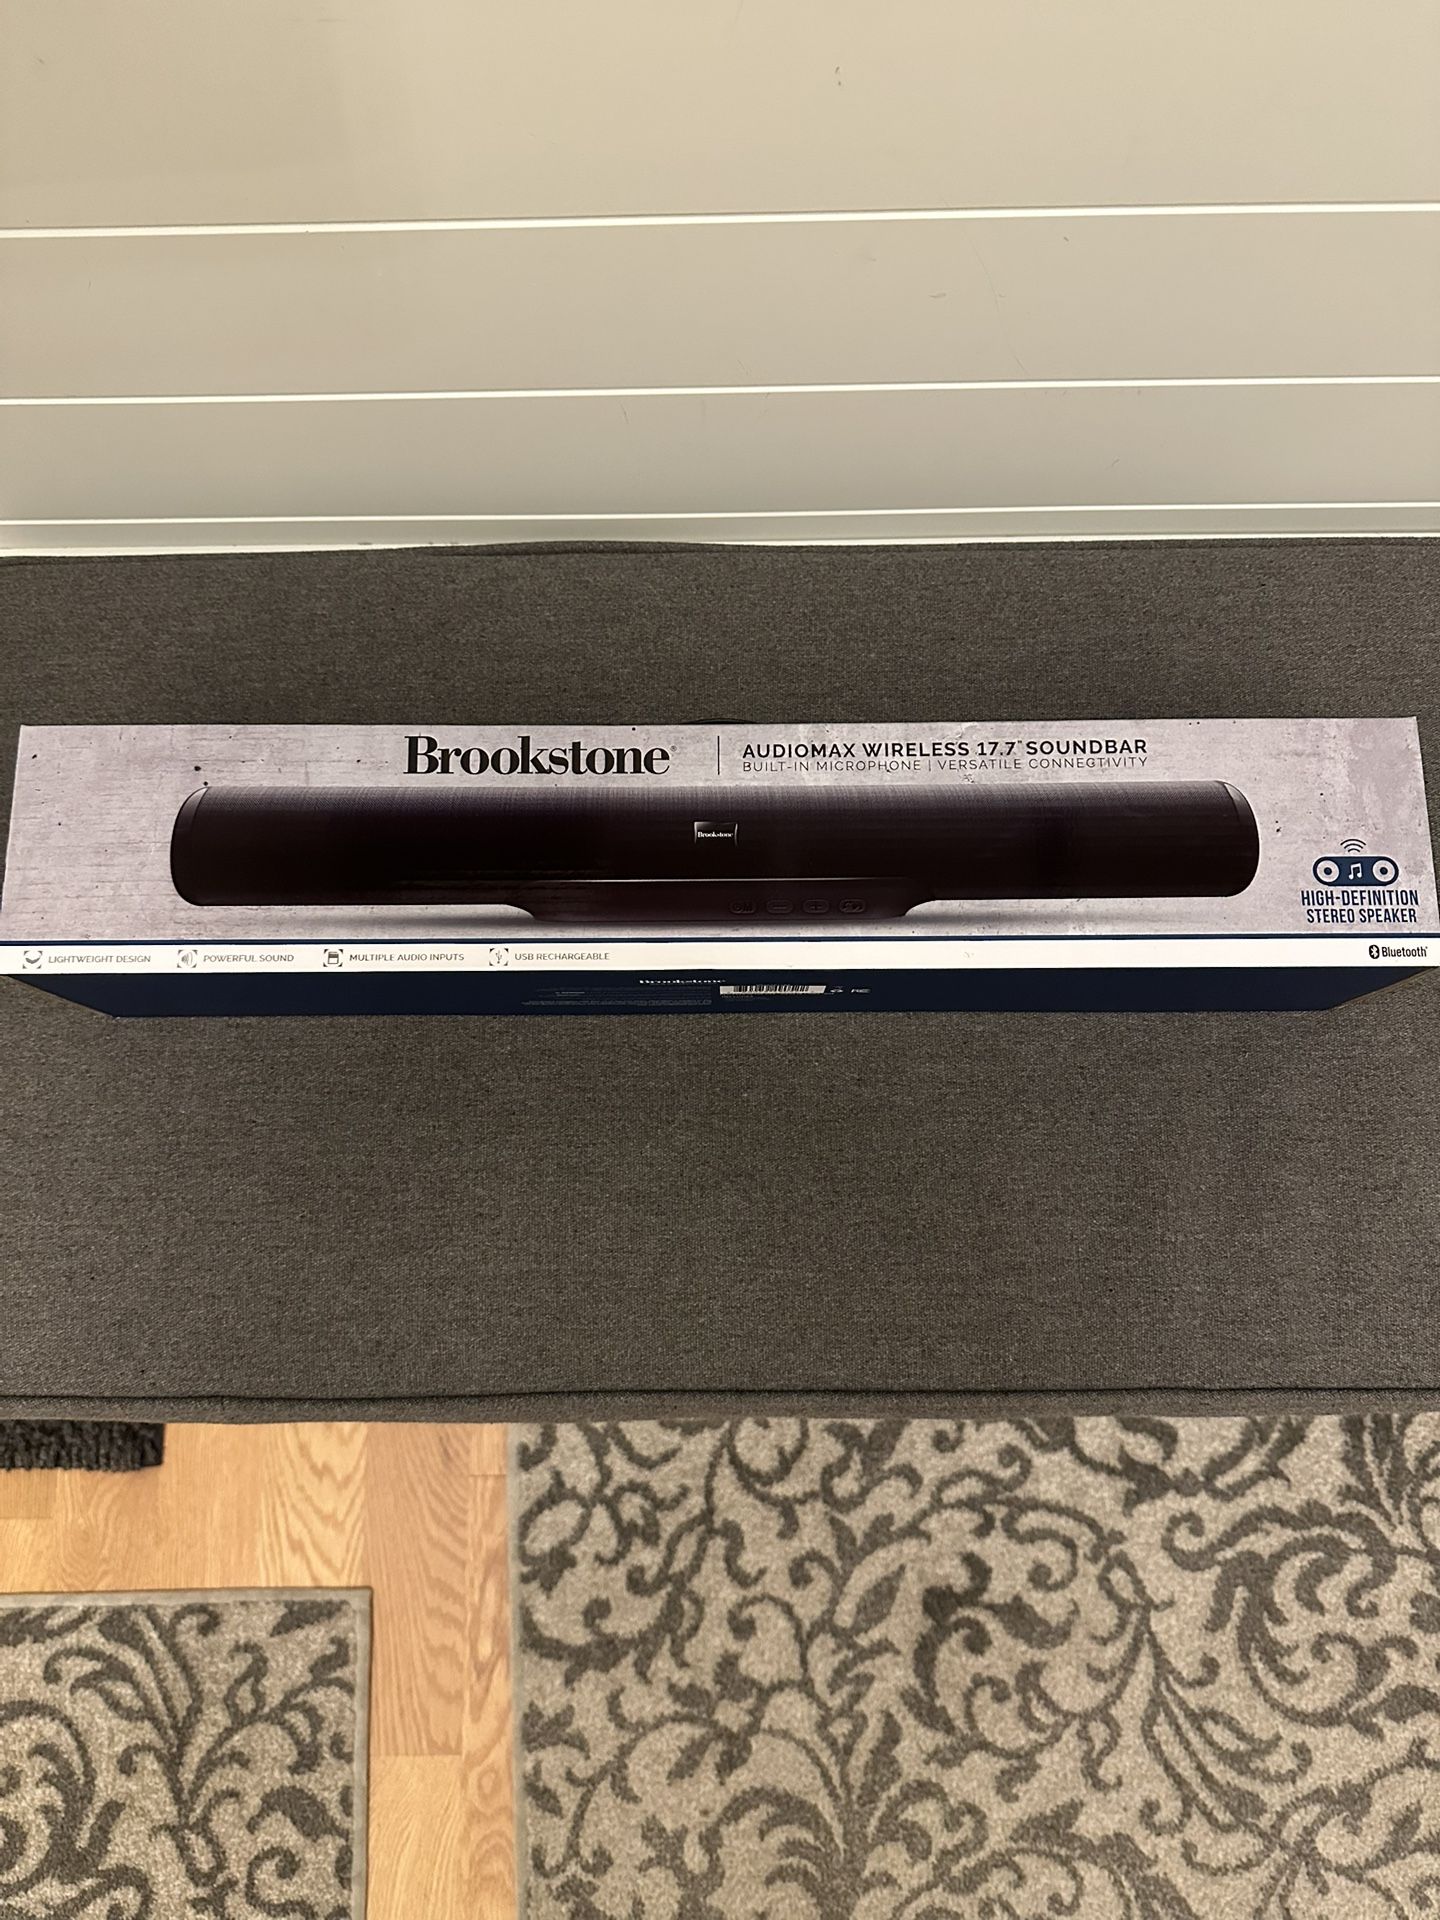 Brookstone®
AUDIOMAX WIRELESS 17.7" SOUNDBAR
BUILT-IN MICROPHONE | VERSATILE CONNECTIVITY
Brookstone
HIGH-DEFINITION
STEREO SPEAKER
LIGHTWEIGHT DESIGN
POWERFUL SOUND
MULTIPLE AUDIO INPUTS
USB RECHARGEABLE
Bluetooth®
Brookstone